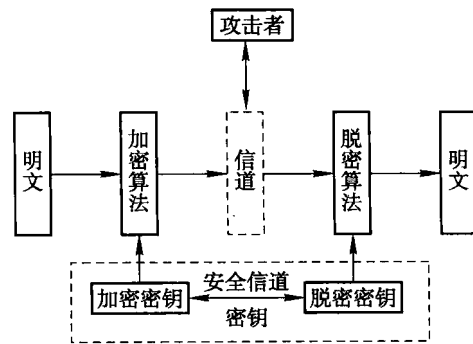 攻击者
明文
加密算法
信道
脱密算法
明文
安全信道
加密密钥
脱密密钥
密钥